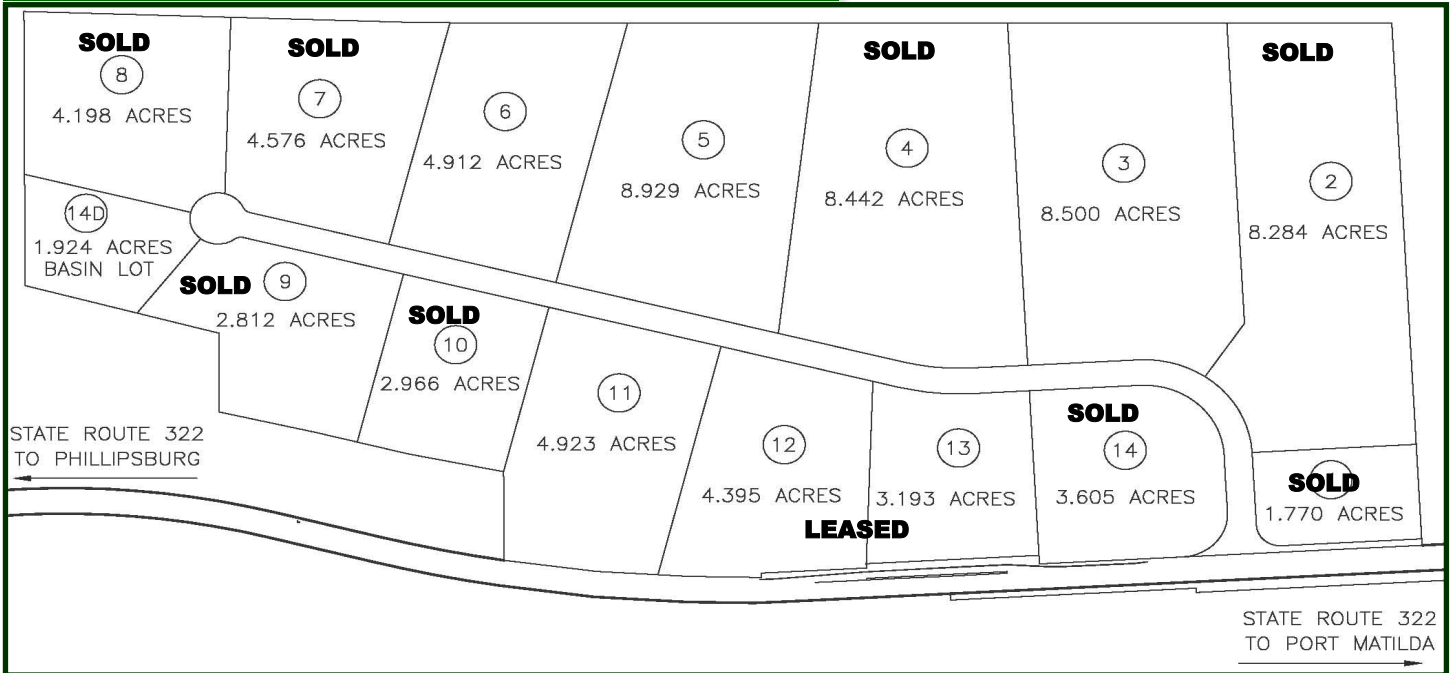 SOLD
8
4.198 ACRES
SOLD
7
4.576 ACRES
6
4.912 ACRES
5
8.929 ACRES
SOLD
4
8.442 ACRES
3
8.500 ACRES
SOLD
2
8.284 ACRES
14D
1.924 ACRES
BASIN LOT
SOLD 9
2.812 ACRES
SOLD
10
2.966 ACRES
11
4.923 ACRES
12
4.395 ACRES
13
3.193 ACRES
LEASED
SOLD
14
3.605 ACRES
SOLD
1.770 ACRES
STATE ROUTE 322
TO PHILLIPSBURG
STATE ROUTE 322
TO PORT MATILDA